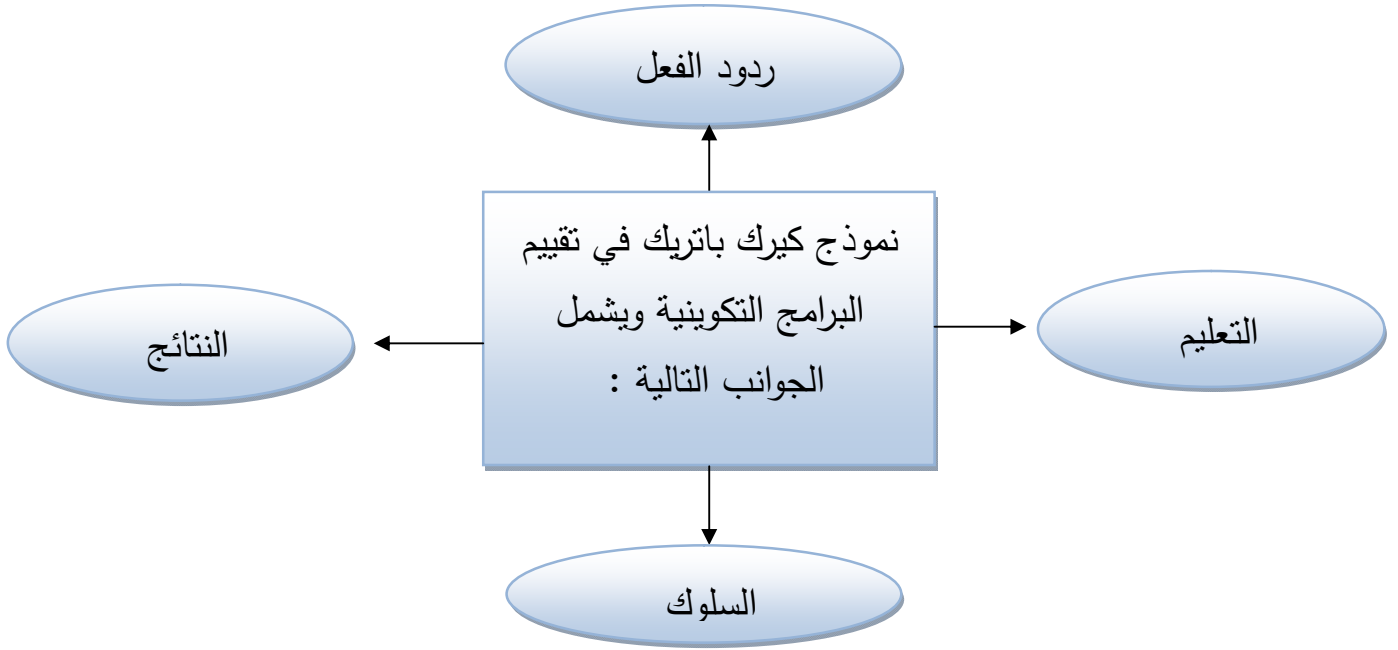 ردود الفعل
نموذج كيرك باتريك في تقييم
البرامج التكوينية ويشمل
الجوانب التالية :
التعليم
النتائج
السلوك